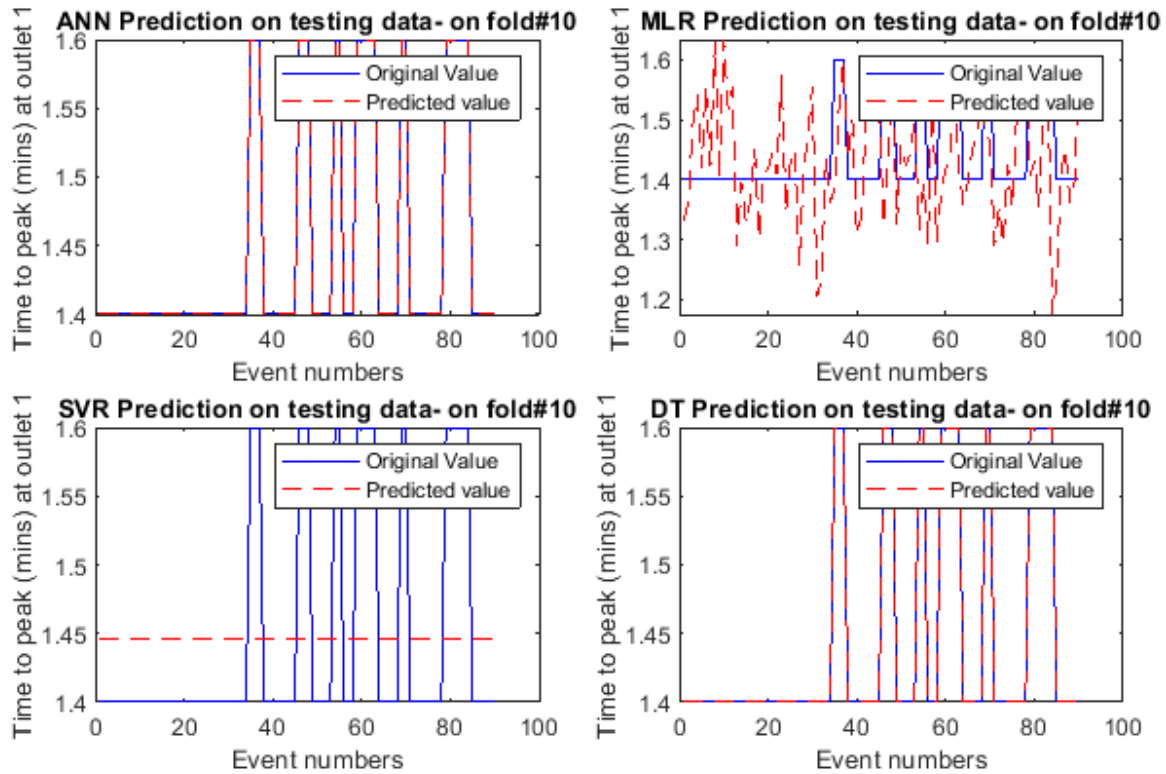 ANN Prediction on testing data- on fold#10
Time to peak (mins) at outlet 1
1.6
1.55
1.5
1.45
1.4
Original Value
Predicted value
0
20
40
60
80
100
Event numbers
MLR Prediction on testing data- on fold#10
Time to peak (mins) at outlet 1
1.6
1.5
1.4
1.3
1.2
Original Value
Predicted value
0
20
40
60
80
100
Event numbers
SVR Prediction on testing data- on fold#10
Time to peak (mins) at outlet 1
1.6
1.55
1.5
1.45
1.4
Original Value
Predicted value
0
20
40
60
80
100
Event numbers
DT Prediction on testing data- on fold#10
Time to peak (mins) at outlet 1
1.6
1.55
1.5
1.45
1.4
Original Value
Predicted value
0
20
40
60
80
100
Event numbers